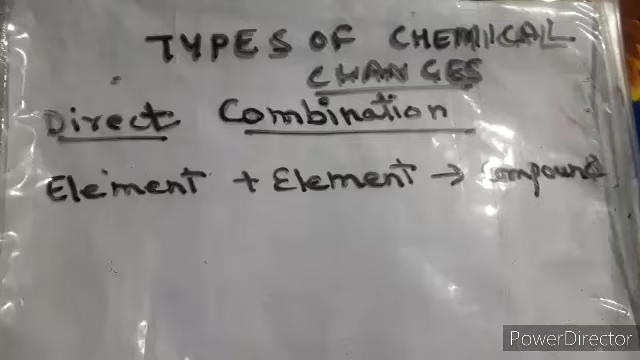 TYPES OF CHEMICAL
CHANGES
Direct Combination
Element + Element → Compound
PowerDirector